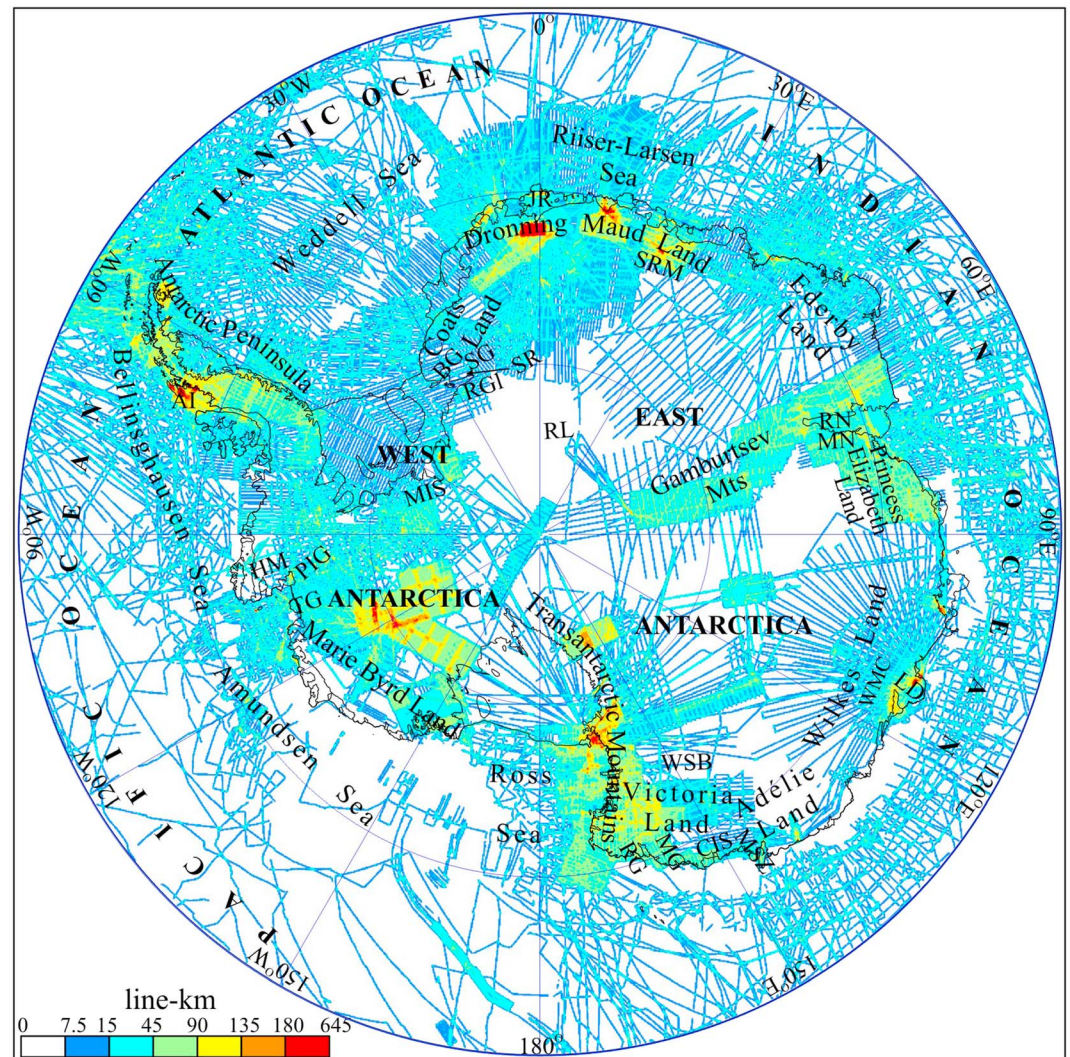 0°
30°W
30°E
ATLANTIC OCEAN
INDIAN OCEAN
Riiser-Larsen
Sea
Weddell Sea
JR
Dronning Maud Land
SRM
60°W
60°E
Antarctic Peninsula
Coats Land
BG
SG
SR
RGl
Ederby
Land
Bellinsghausen Sea
AI
RL
EAST
WEST
MIS
Gamburtsev
Mts
RN
MN
Princess
Elizabeth
Land
90°W
90°E
HM
PIG
TG
ANTARCTICA
Transantarctic Mountains
ANTARCTICA
Marie Byrd Land
Wilkes Land
WMC
LD
Amundsen Sea
Ross Sea
WSB
Victoria
Land
Adélie
Land
RG
MG
CIS
MSZ
120°W
120°E
PACIFIC OCEAN
150°W
150°E
180°
line-km
0 7.5 15 45 90 135 180 645